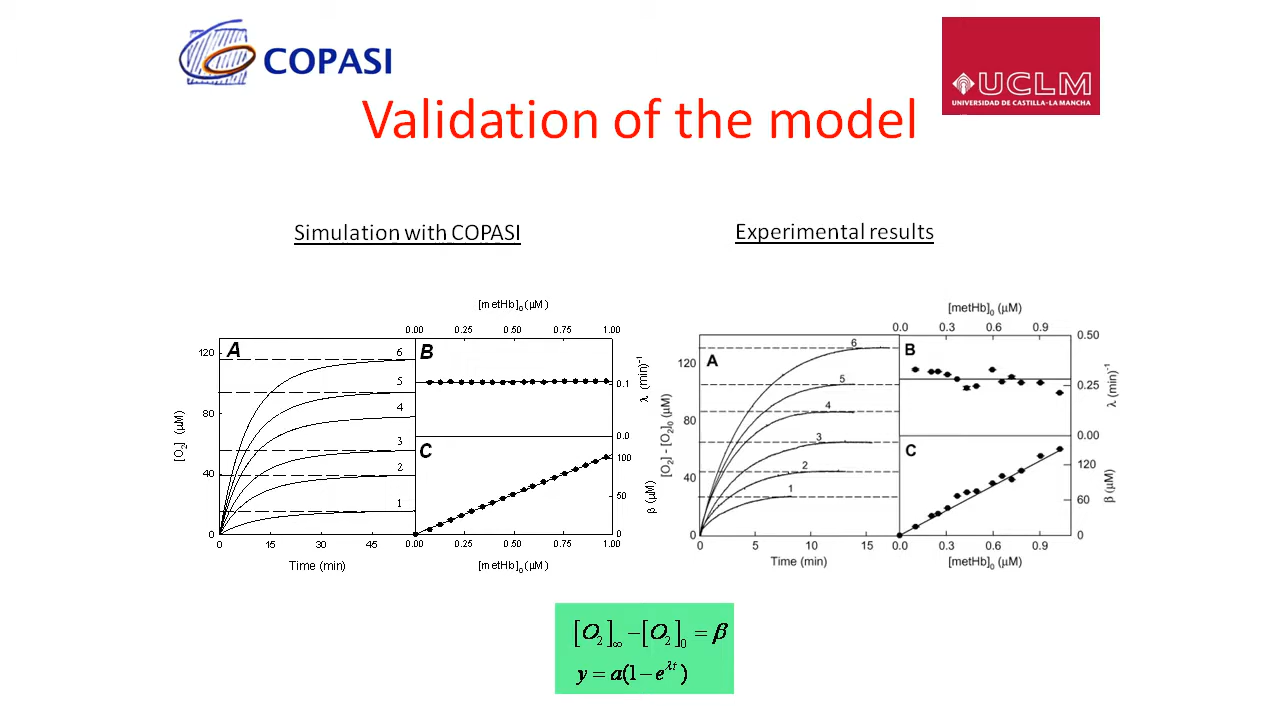 COPASI
UCLM
UNIVERSIDAD DE CASTILLA-LA MANCHA
Validation of the model
Simulation with COPASI
Experimental results
[metHb]₀ (μM)
0.00 0.25 0.50 0.75 1.00
A
B
C
120
80
40
0
[O₂] (μM)
6
5
4
3
2
1
0.1
0.0
λ (min)⁻¹
100
50
0
β (μM)
0 15 30 45
0.00 0.25 0.50 0.75 1.00
Time (min)
[metHb]₀ (μM)
[metHb]₀ (μM)
0.0 0.3 0.6 0.9
A
B
C
120
80
40
0
[O₂] - [O₂]₀ (μM)
6
5
4
3
2
1
0.50
0.25
0.00
λ (min)⁻¹
120
60
0
β (μM)
0 5 10 15
0.0 0.3 0.6 0.9
Time (min)
[metHb]₀ (μM)
[O₂]∞ − [O₂]₀ = β
y = a(1 − e^λt)